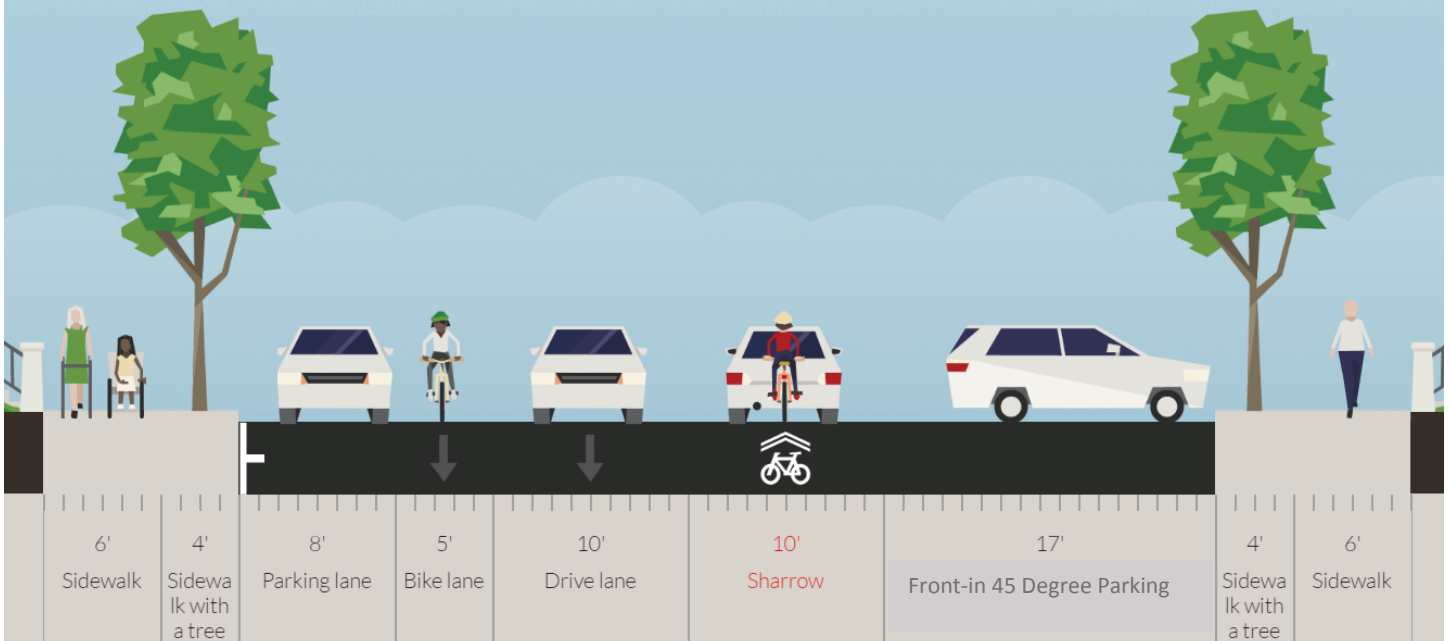 6' 4' 8' 5' 10' 10' 17' 4' 6'
Sidewalk Sidewa Parking lane Bike lane Drive lane Sharrow Front-in 45 Degree Parking Sidewa Sidewalk
lk with lk with
a tree a tree